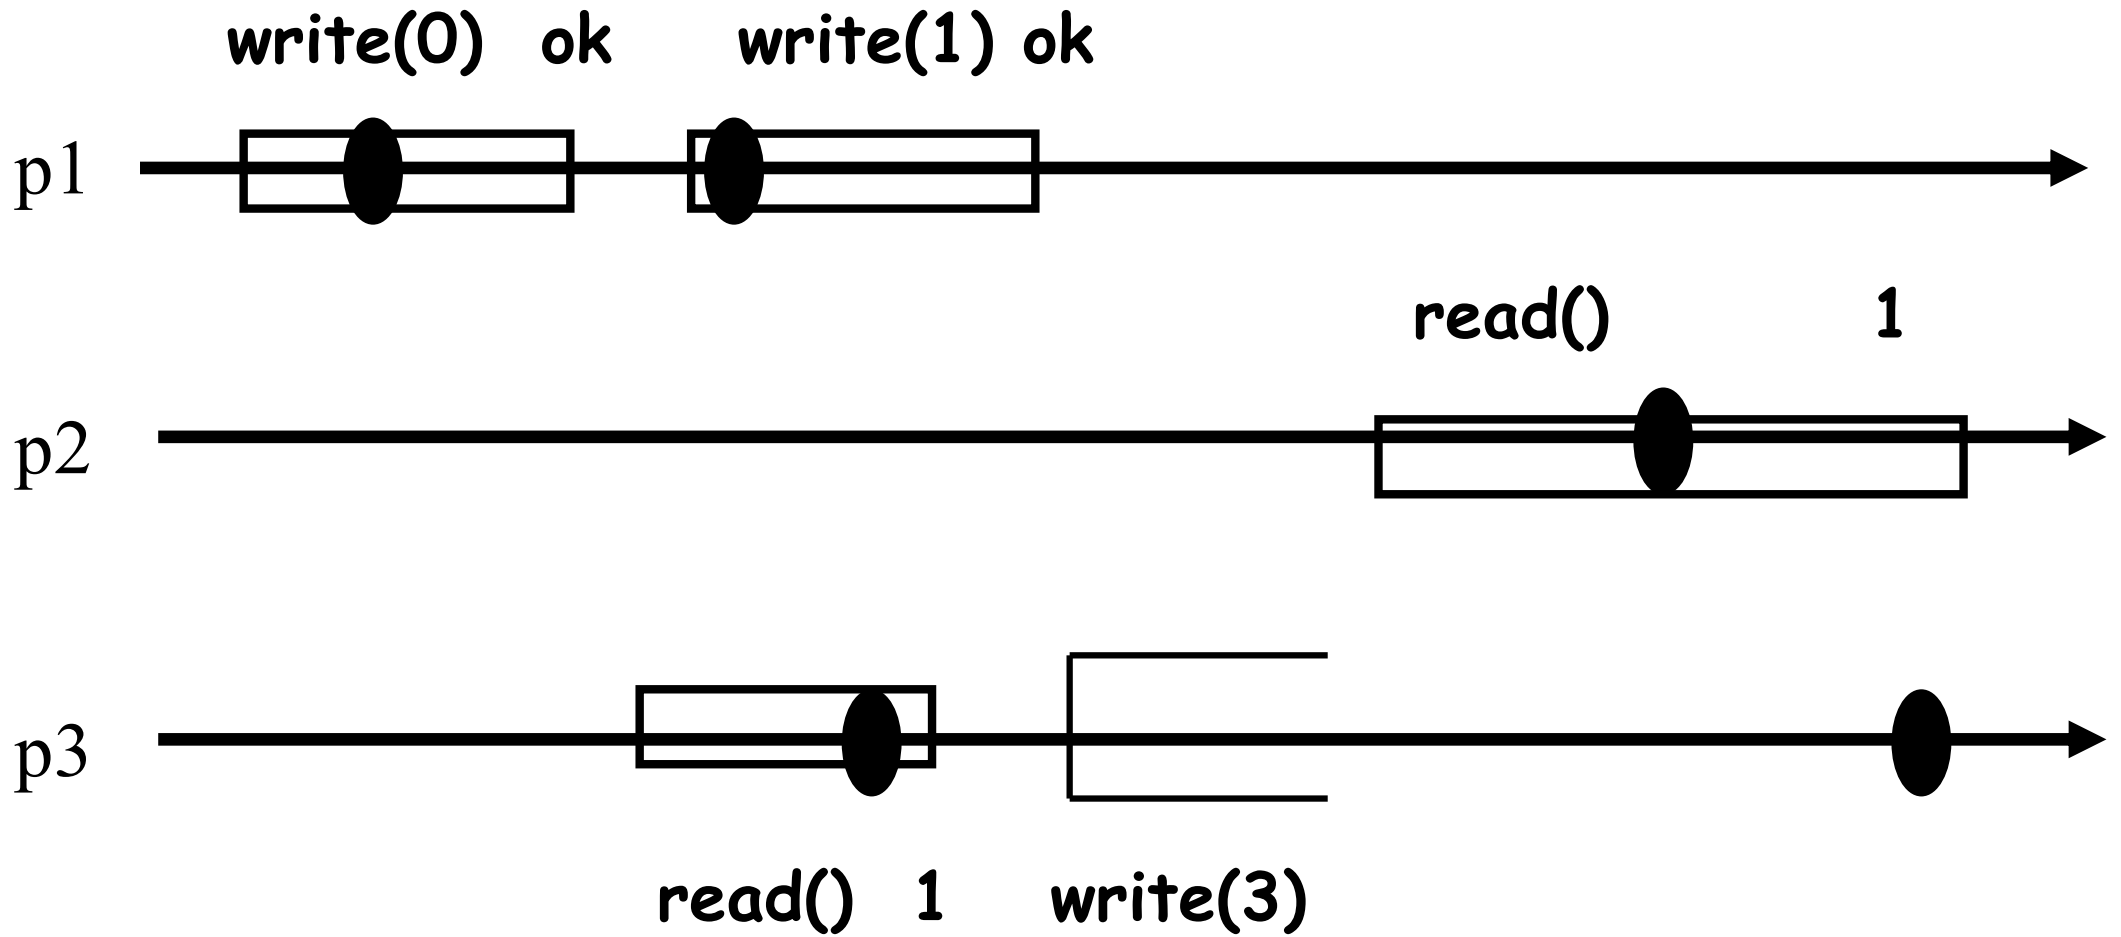 write(0) ok write(1) ok
p1
read() 1
p2
p3
read() 1 write(3)